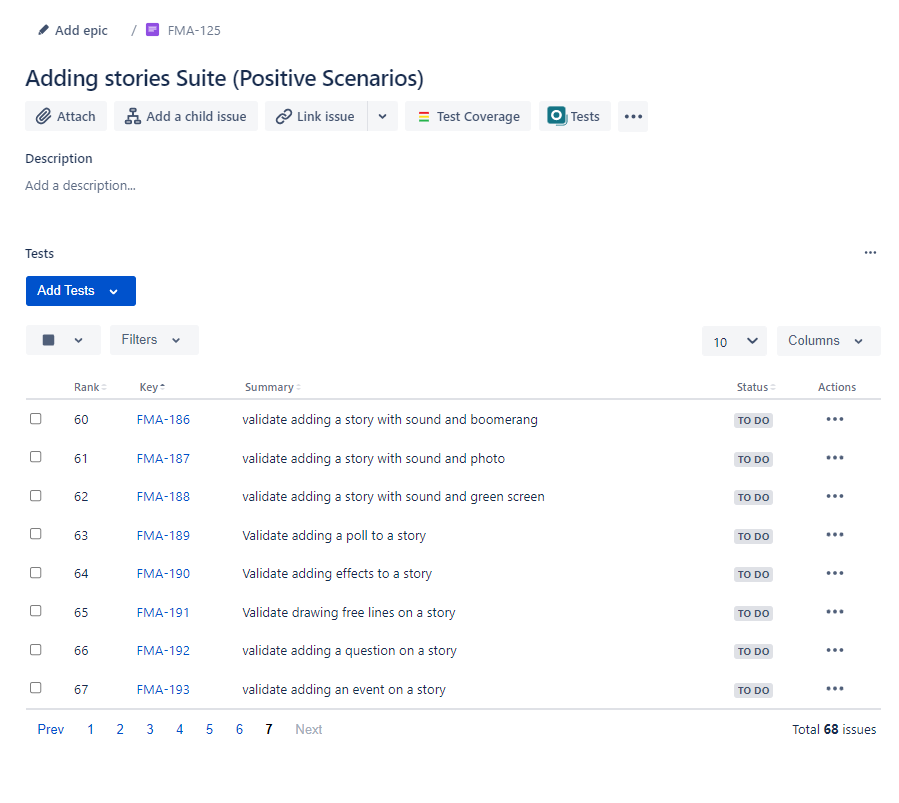 Add epic / FMA-125
Adding stories Suite (Positive Scenarios)
Attach Add a child issue Link issue Test Coverage Tests
Description
Add a description...
Tests
Add Tests
Filters 10 Columns
Rank Key Summary Status Actions
60 FMA-186 validate adding a story with sound and boomerang TO DO
61 FMA-187 validate adding a story with sound and photo TO DO
62 FMA-188 validate adding a story with sound and green screen TO DO
63 FMA-189 Validate adding a poll to a story TO DO
64 FMA-190 Validate adding effects to a story TO DO
65 FMA-191 Validate drawing free lines on a story TO DO
66 FMA-192 validate adding a question on a story TO DO
67 FMA-193 validate adding an event on a story TO DO
Prev 1 2 3 4 5 6 7 Next Total 68 issues